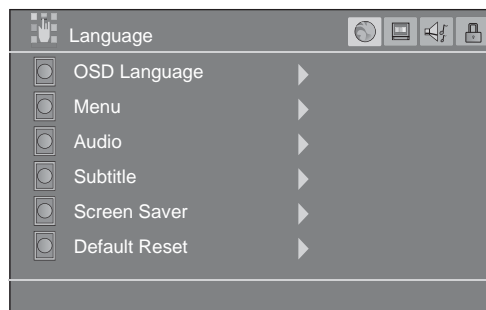 Language
OSD Language
Menu
Audio
Subtitle
Screen Saver
Default Reset